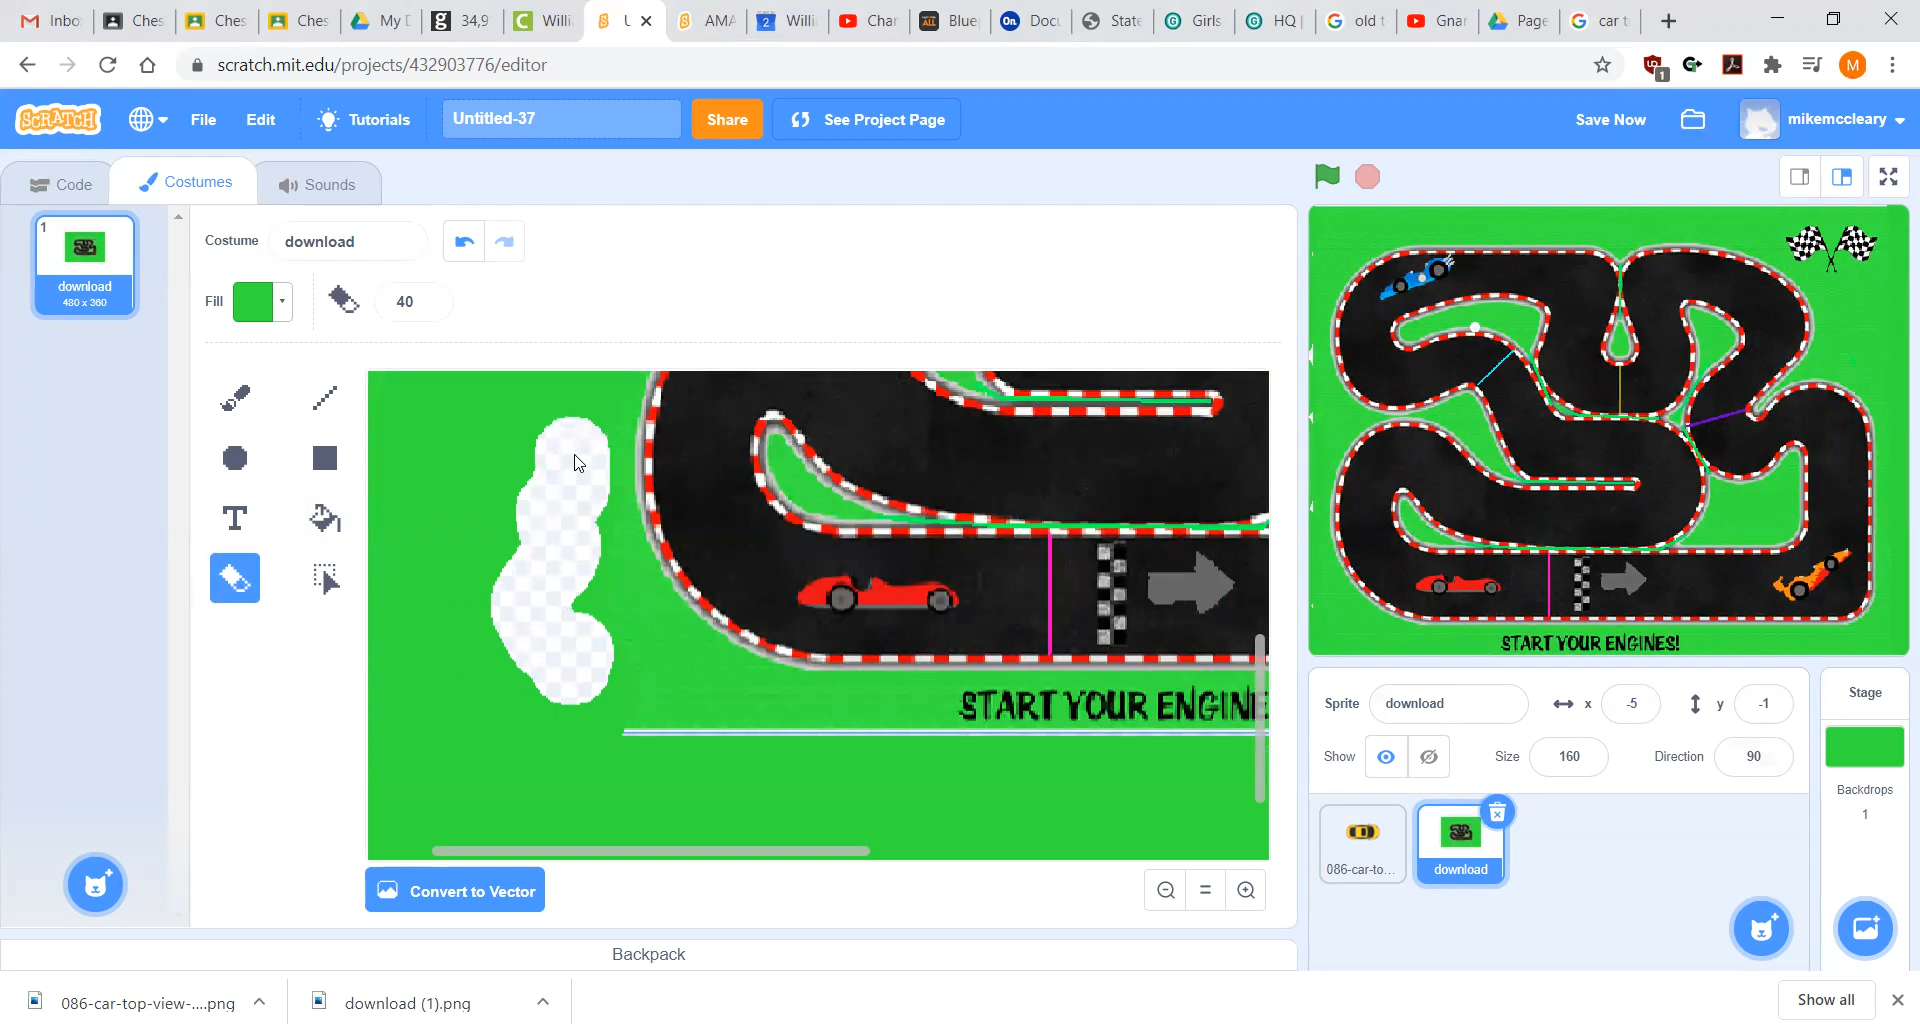 Inbo
Ches
Ches
Ches
My D
34,9
Willi
U
AMA
Willi
Char
Blue
Docu
State
Girls
HQ
old t
Gnar
Page
car t
scratch.mit.edu/projects/432903776/editor
1
M
SCRATCH
File
Edit
Tutorials
Untitled-37
Share
See Project Page
Save Now
mikemccleary
Code
Costumes
Sounds
1
download
480 x 360
Costume
download
Fill
40
T
START YOUR ENGINE
Convert to Vector
Backpack
START YOUR ENGINES!
Sprite
download
x
-5
y
-1
Show
Size
160
Direction
90
Stage
Backdrops
1
086-car-to...
download
086-car-top-view-....png
download (1).png
Show all